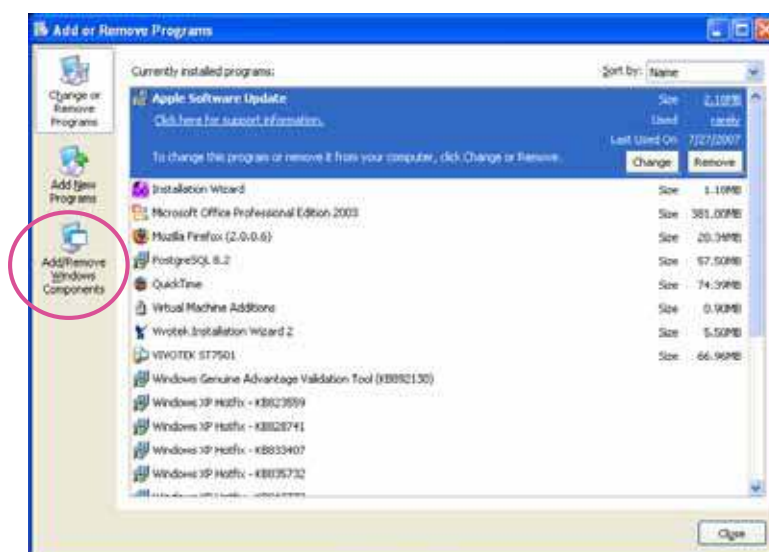 Add or Remove Programs
Change or
Remove
Programs
Add New
Programs
Add/Remove
Windows
Components
Currently installed programs:
Sort by: Name
Apple Software Update
Size 2.10MB
Click here for support information.
Used rarely
Last Used On 7/27/2007
To change this program or remove it from your computer, click Change or Remove.
Change
Remove
Installation Wizard Size 1.10MB
Microsoft Office Professional Edition 2003 Size 381.00MB
Mozilla Firefox (2.0.0.6) Size 20.34MB
PostgreSQL 8.2 Size 57.50MB
QuickTime Size 74.39MB
Virtual Machine Additions Size 0.90MB
Vivotek Installation Wizard 2 Size 5.50MB
VIVOTEK ST7501 Size 66.96MB
Windows Genuine Advantage Validation Tool (KB892130)
Windows XP Hotfix - KB823559
Windows XP Hotfix - KB828741
Windows XP Hotfix - KB833407
Windows XP Hotfix - KB835732
Close